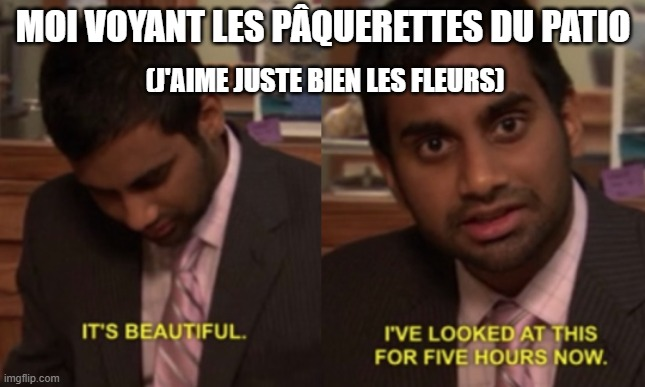 MOI VOYANT LES PÂQUERETTES DU PATIO
(J'AIME JUSTE BIEN LES FLEURS)
IT'S BEAUTIFUL.
I'VE LOOKED AT THIS
FOR FIVE HOURS NOW.
imgflip.com